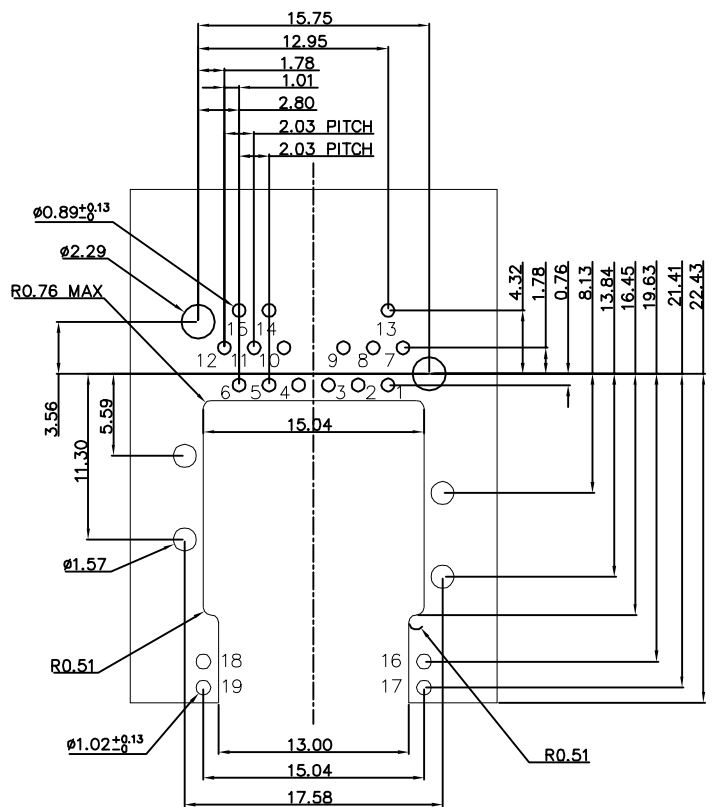 15.75
12.95
1.78
1.01
2.80
2.03 PITCH
2.03 PITCH
ø0.89+0.13 -0
ø2.29
R0.76 MAX
4.32
1.78
0.76
8.13
13.84
16.45
19.63
21.41
22.43
15 14 13
12 11 10 9 8 7
6 5 4 3 2 1
3.56
5.59
11.30
15.04
ø1.57
R0.51
18 16
19 17
ø1.02+0.13 -0
13.00
R0.51
15.04
17.58